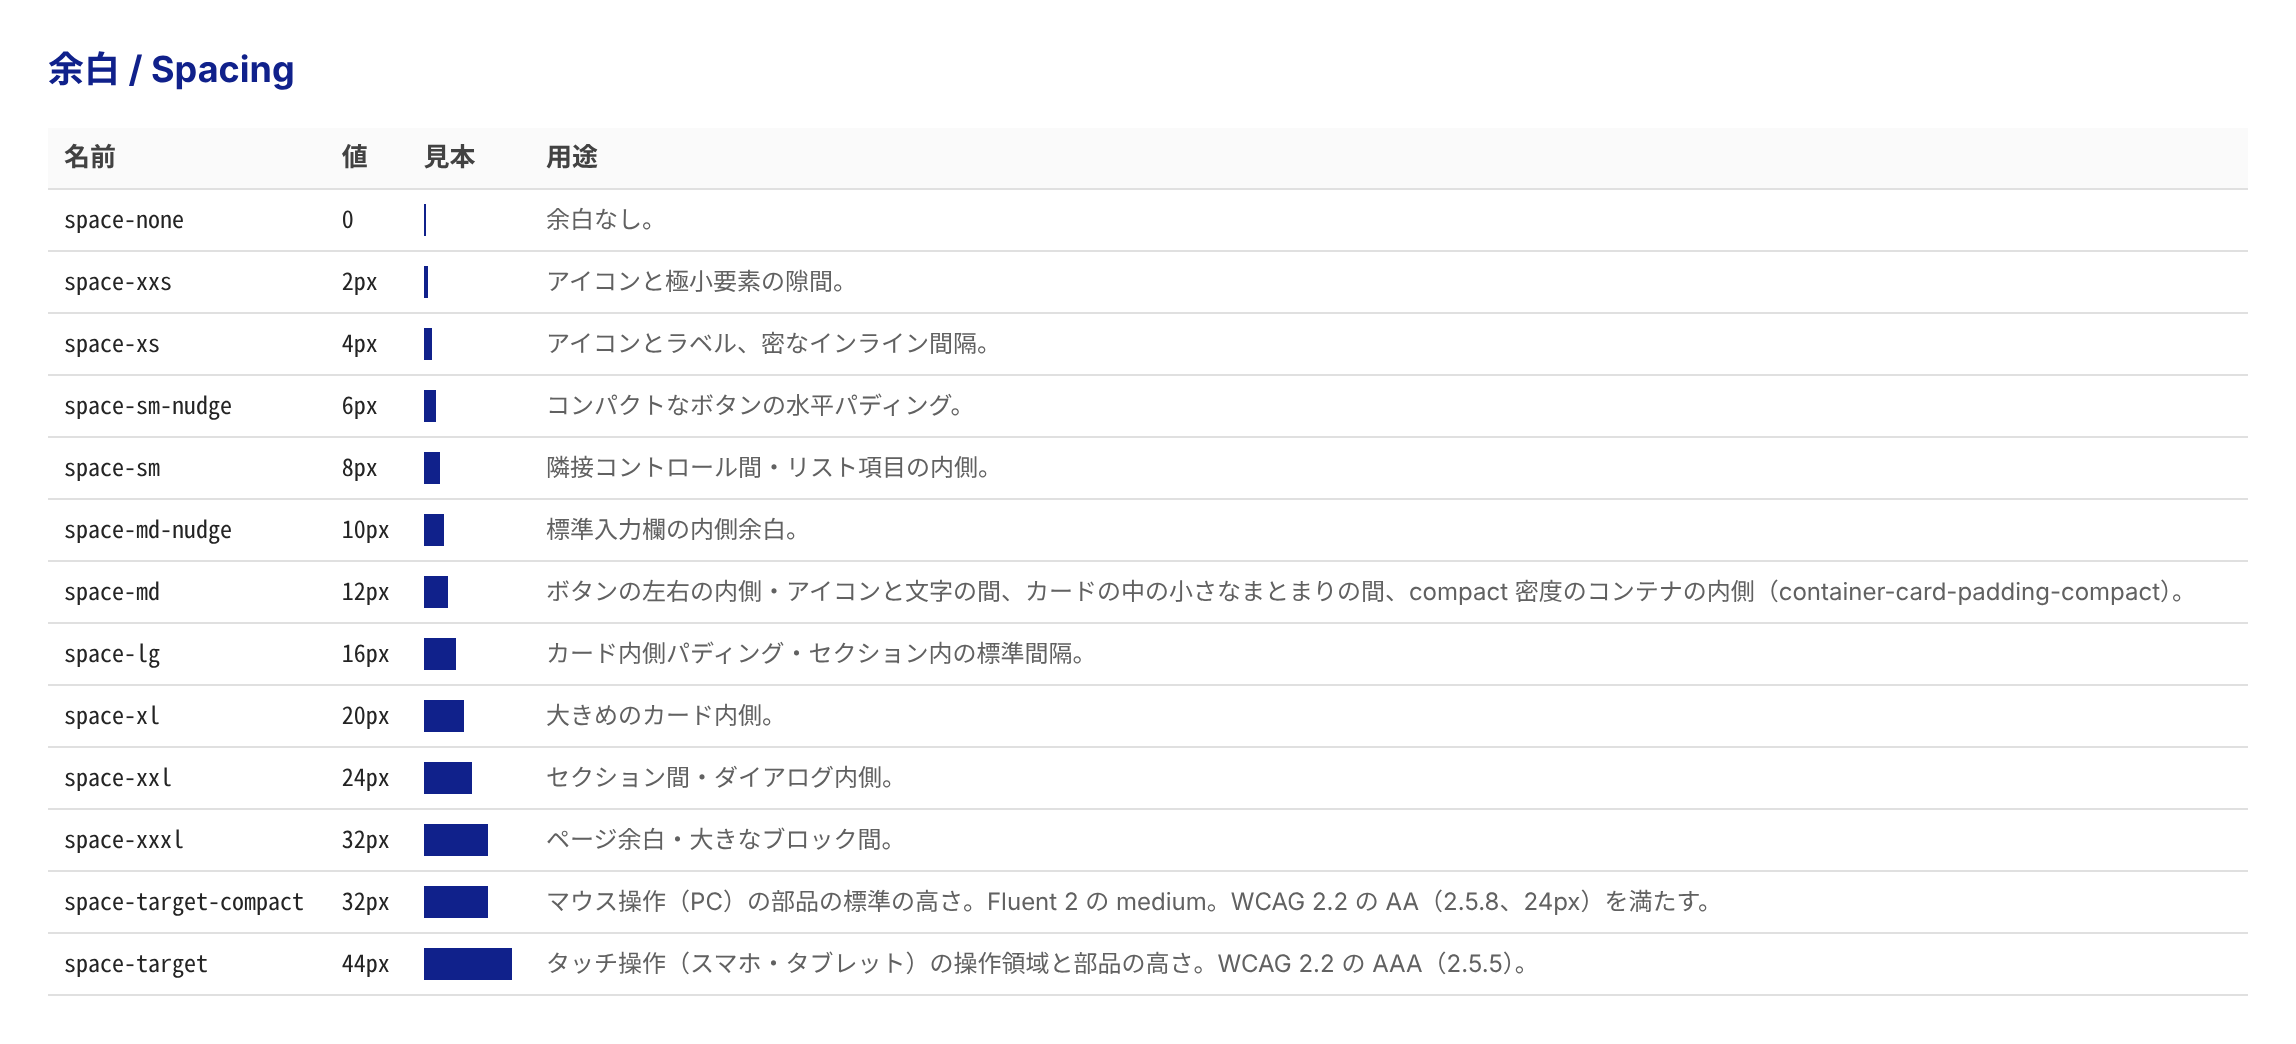 余白 / Spacing
名前 値 見本 用途
space-none 0 余白なし。
space-xxs 2px アイコンと極小要素の隙間。
space-xs 4px アイコンとラベル、密なインライン間隔。
space-sm-nudge 6px コンパクトなボタンの水平パディング。
space-sm 8px 隣接コントロール間・リスト項目の内側。
space-md-nudge 10px 標準入力欄の内側余白。
space-md 12px ボタンの左右の内側・アイコンと文字の間、カードの中の小さなまとまりの間、compact 密度のコンテナの内側（container-card-padding-compact）。
space-lg 16px カード内側パディング・セクション内の標準間隔。
space-xl 20px 大きめのカード内側。
space-xxl 24px セクション間・ダイアログ内側。
space-xxxl 32px ページ余白・大きなブロック間。
space-target-compact 32px マウス操作（PC）の部品の標準の高さ。Fluent 2 の medium。WCAG 2.2 の AA（2.5.8、24px）を満たす。
space-target 44px タッチ操作（スマホ・タブレット）の操作領域と部品の高さ。WCAG 2.2 の AAA（2.5.5）。